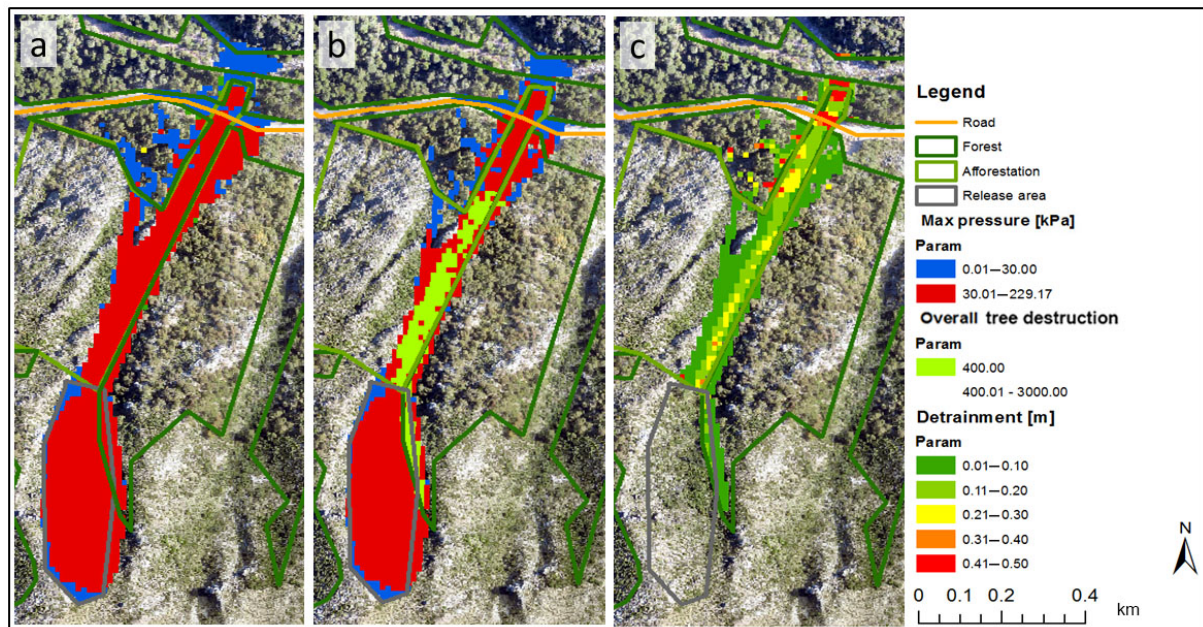 a
b
c
Legend
Road
Forest
Afforestation
Release area
Max pressure [kPa]
Param
0.01—30.00
30.01—229.17
Overall tree destruction
Param
400.00
400.01 - 3000.00
Detrainment [m]
Param
0.01—0.10
0.11—0.20
0.21—0.30
0.31—0.40
0.41—0.50
N
0 0.1 0.2 0.4
km